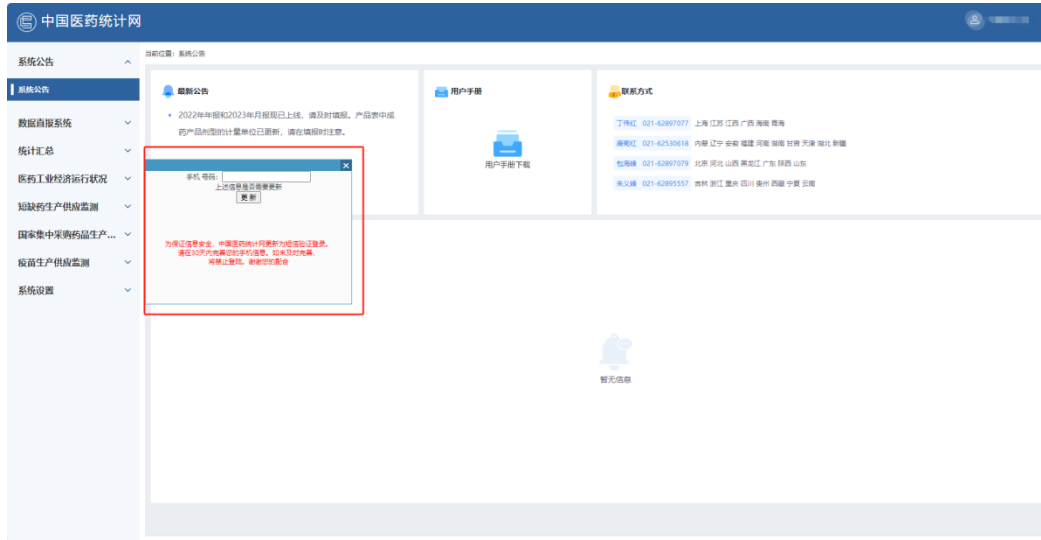 中国医药统计网
系统公告
系统公告
数据直报系统
统计汇总
医药工业经济运行状况
短缺药生产供应监测
国家集中采购药品生产...
疫苗生产供应监测
系统设置
当前位置: 系统公告
最新公告
2022年年报和2023年月报现已上线,请及时填报。产品表中成
药产品剂型的计量单位已更新,请在填报时注意。
用户手册
用户手册下载
联系方式
021-62897077 上海 江苏 江西 广西 海南 青海
021-62530618 内蒙 辽宁 安徽 福建 河南 湖南 甘肃 天津 湖北 新疆
包海峰 021-62897079 北京 河北 山西 黑龙江 广东 陕西 山东
朱义峰 021-62895557 吉林 浙江 重庆 四川 贵州 西藏 宁夏 云南
手机 号码:
上述信息是否需要更新
更 新
为保证信息安全,中国医药统计网更新为短信验证登录。
请在30天内完善您的手机信息。如未及时完善,
将禁止登陆。谢谢您的配合
暂无信息